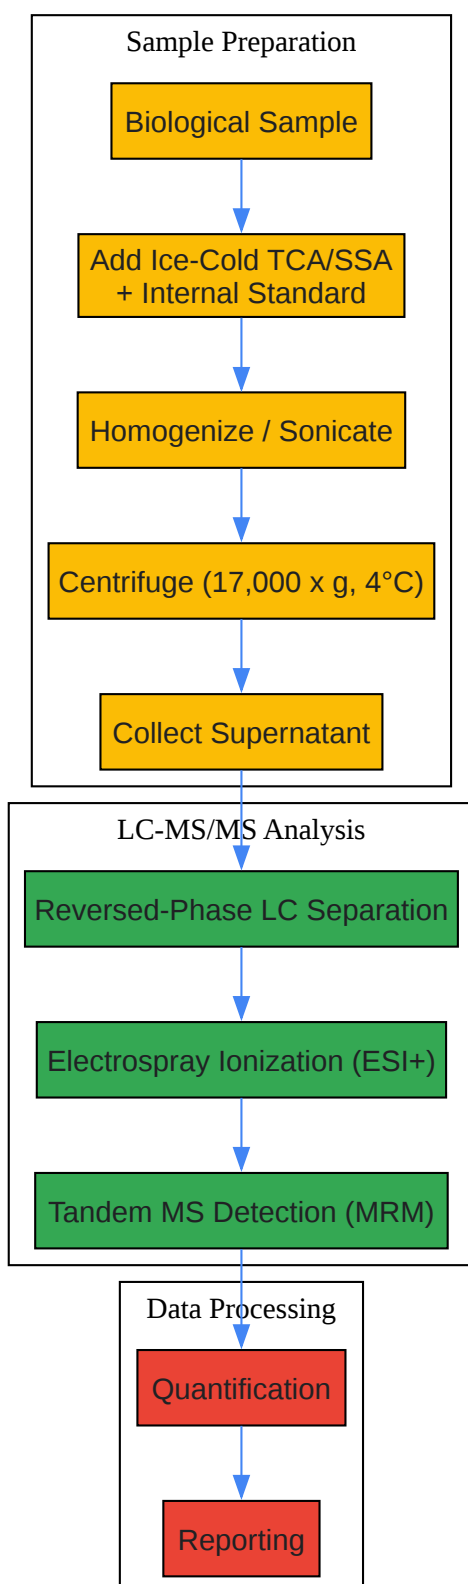 Sample Preparation
Biological Sample
Add Ice-Cold TCA/SSA
+ Internal Standard
Homogenize / Sonicate
Centrifuge (17,000 x g, 4°C)
Collect Supernatant
LC-MS/MS Analysis
Reversed-Phase LC Separation
Electrospray Ionization (ESI+)
Tandem MS Detection (MRM)
Data Processing
Quantification
Reporting